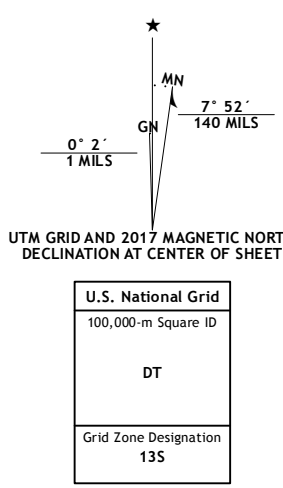 ★
MN
GN
7° 52´
140 MILS
0° 2´
1 MILS
UTM GRID AND 2017 MAGNETIC NORT
DECLINATION AT CENTER OF SHEET
U.S. National Grid
100,000-m Square ID
DT
Grid Zone Designation
13S